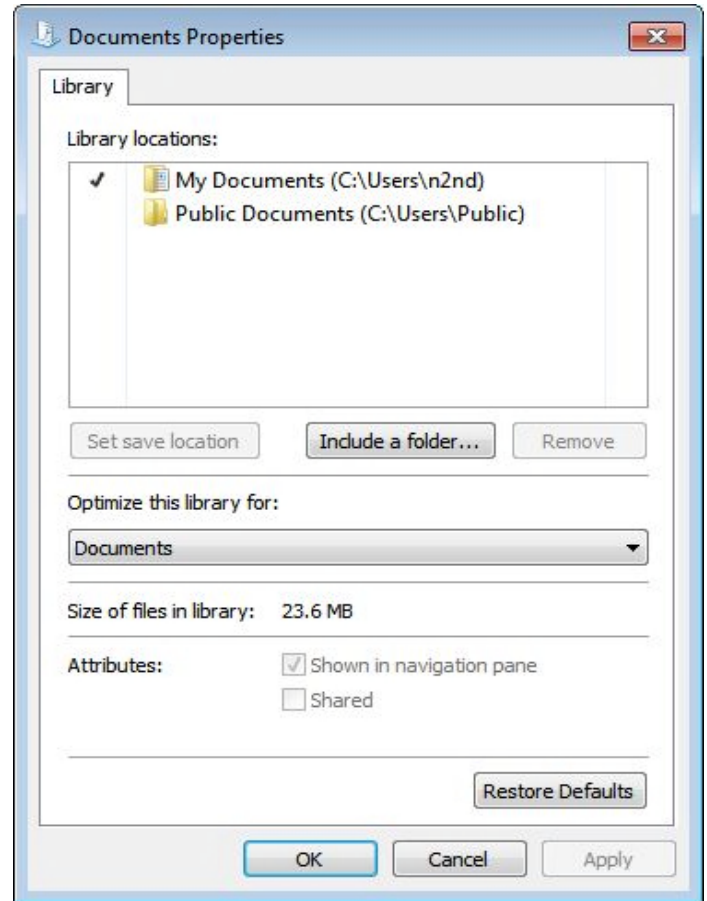 Documents Properties
Library
Library locations:
My Documents (C:\Users\n2nd)
Public Documents (C:\Users\Public)
Set save location Include a folder... Remove
Optimize this library for:
Documents
Size of files in library: 23.6 MB
Attributes: Shown in navigation pane
Shared
Restore Defaults
OK Cancel Apply